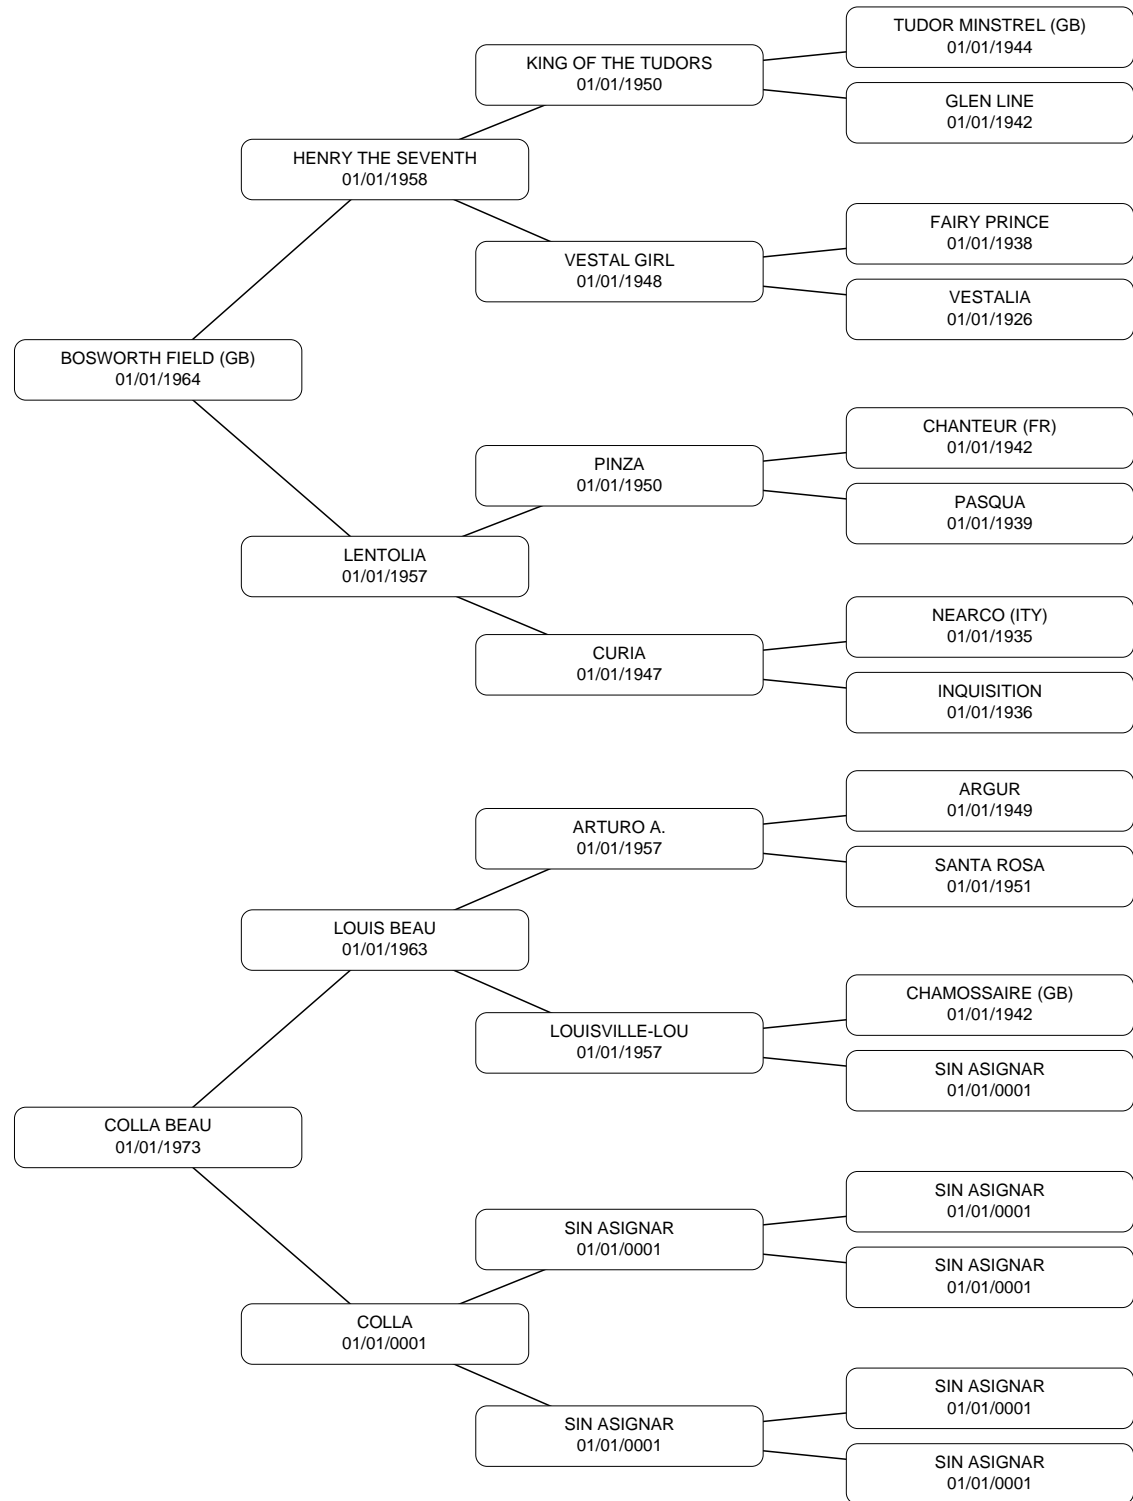 TUDOR MINSTREL (GB)
01/01/1944
KING OF THE TUDORS
01/01/1950
GLEN LINE
01/01/1942
HENRY THE SEVENTH
01/01/1958
FAIRY PRINCE
01/01/1938
VESTAL GIRL
01/01/1948
VESTALIA
01/01/1926
BOSWORTH FIELD (GB)
01/01/1964
CHANTEUR (FR)
01/01/1942
PINZA
01/01/1950
PASQUA
01/01/1939
LENTOLIA
01/01/1957
NEARCO (ITY)
01/01/1935
CURIA
01/01/1947
INQUISITION
01/01/1936
ARGUR
01/01/1949
ARTURO A.
01/01/1957
SANTA ROSA
01/01/1951
LOUIS BEAU
01/01/1963
CHAMOSSAIRE (GB)
01/01/1942
LOUISVILLE-LOU
01/01/1957
SIN ASIGNAR
01/01/0001
COLLA BEAU
01/01/1973
SIN ASIGNAR
01/01/0001
SIN ASIGNAR
01/01/0001
SIN ASIGNAR
01/01/0001
COLLA
01/01/0001
SIN ASIGNAR
01/01/0001
SIN ASIGNAR
01/01/0001
SIN ASIGNAR
01/01/0001